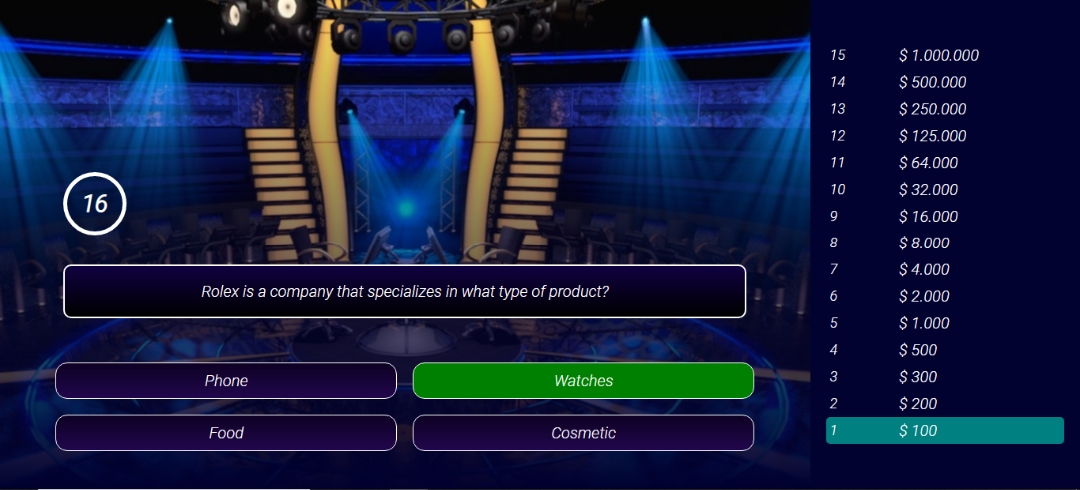 16
Rolex is a company that specializes in what type of product?
Phone
Watches
Food
Cosmetic
15 $ 1.000.000
14 $ 500.000
13 $ 250.000
12 $ 125.000
11 $ 64.000
10 $ 32.000
9 $ 16.000
8 $ 8.000
7 $ 4.000
6 $ 2.000
5 $ 1.000
4 $ 500
3 $ 300
2 $ 200
1 $ 100